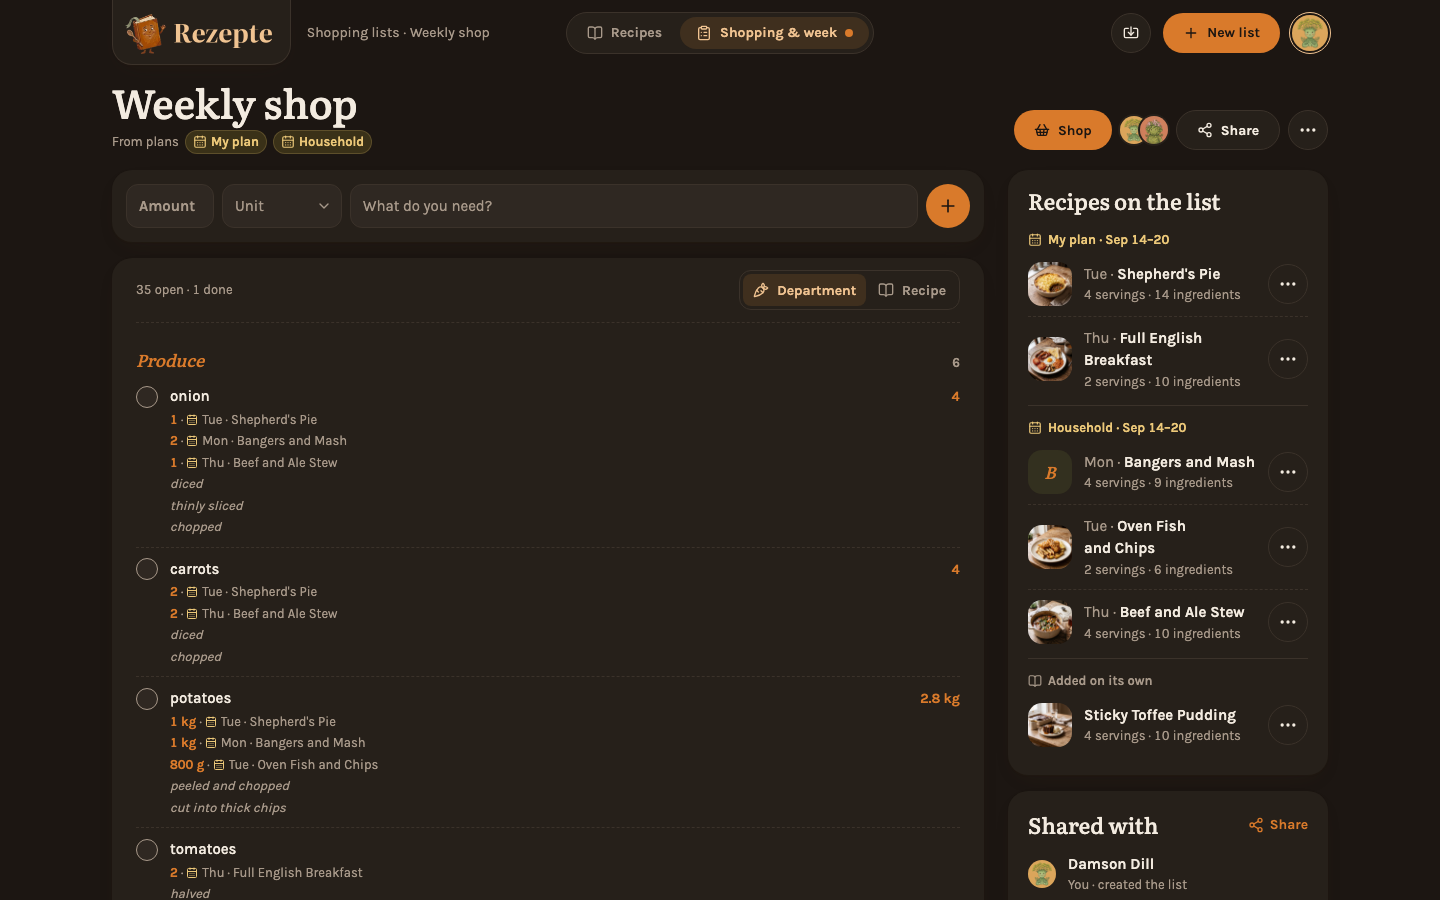 Rezepte
Shopping lists · Weekly shop
Recipes
Shopping & week
New list
Weekly shop
From plans
My plan
Household
Shop
Share
Amount
Unit
What do you need?
35 open · 1 done
Department
Recipe
Produce
6
onion
4
1 · Tue · Shepherd's Pie
2 · Mon · Bangers and Mash
1 · Thu · Beef and Ale Stew
diced
thinly sliced
chopped
carrots
4
2 · Tue · Shepherd's Pie
2 · Thu · Beef and Ale Stew
diced
chopped
potatoes
2.8 kg
1 kg · Tue · Shepherd's Pie
1 kg · Mon · Bangers and Mash
800 g · Tue · Oven Fish and Chips
peeled and chopped
cut into thick chips
tomatoes
2 · Thu · Full English Breakfast
halved
Recipes on the list
My plan · Sep 14–20
Tue · Shepherd's Pie
4 servings · 14 ingredients
Thu · Full English
Breakfast
2 servings · 10 ingredients
Household · Sep 14–20
B
Mon · Bangers and Mash
4 servings · 9 ingredients
Tue · Oven Fish
and Chips
2 servings · 6 ingredients
Thu · Beef and Ale Stew
4 servings · 10 ingredients
Added on its own
Sticky Toffee Pudding
4 servings · 10 ingredients
Shared with
Share
Damson Dill
You · created the list